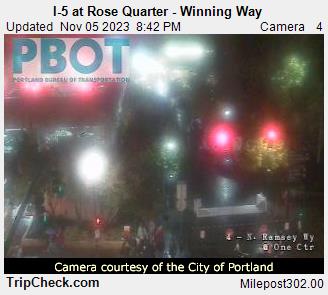 I-5 at Rose Quarter - Winning Way
Updated Nov 05 2023 8:42 PM Camera 4
PBOT
PORTLAND BUREAU OF TRANSPORTATION
4 - N. Ramsey Wy
@ One Ctr
Camera courtesy of the City of Portland
TripCheck.com Milepost302.00